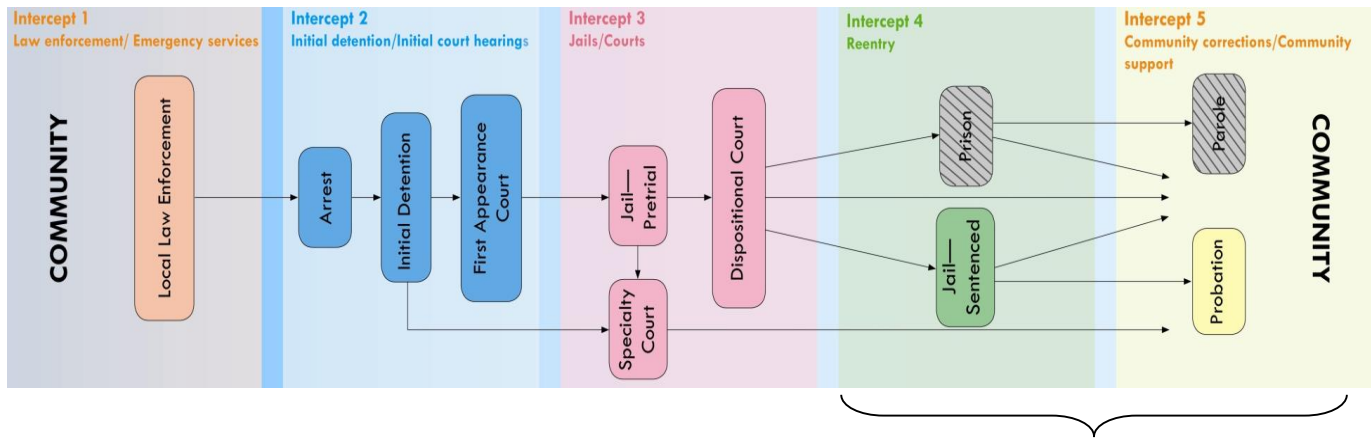 Intercept 1
Law enforcement/ Emergency services
Intercept 2
Initial detention/Initial court hearings
Intercept 3
Jails/Courts
Intercept 4
Reentry
Intercept 5
Community corrections/Community
support
COMMUNITY
Local Law Enforcement
Arrest
Initial Detention
First Appearance
Court
Jail—
Pretrial
Specialty
Court
Dispositional Court
Prison
Jail—
Sentenced
Parole
Probation
COMMUNITY